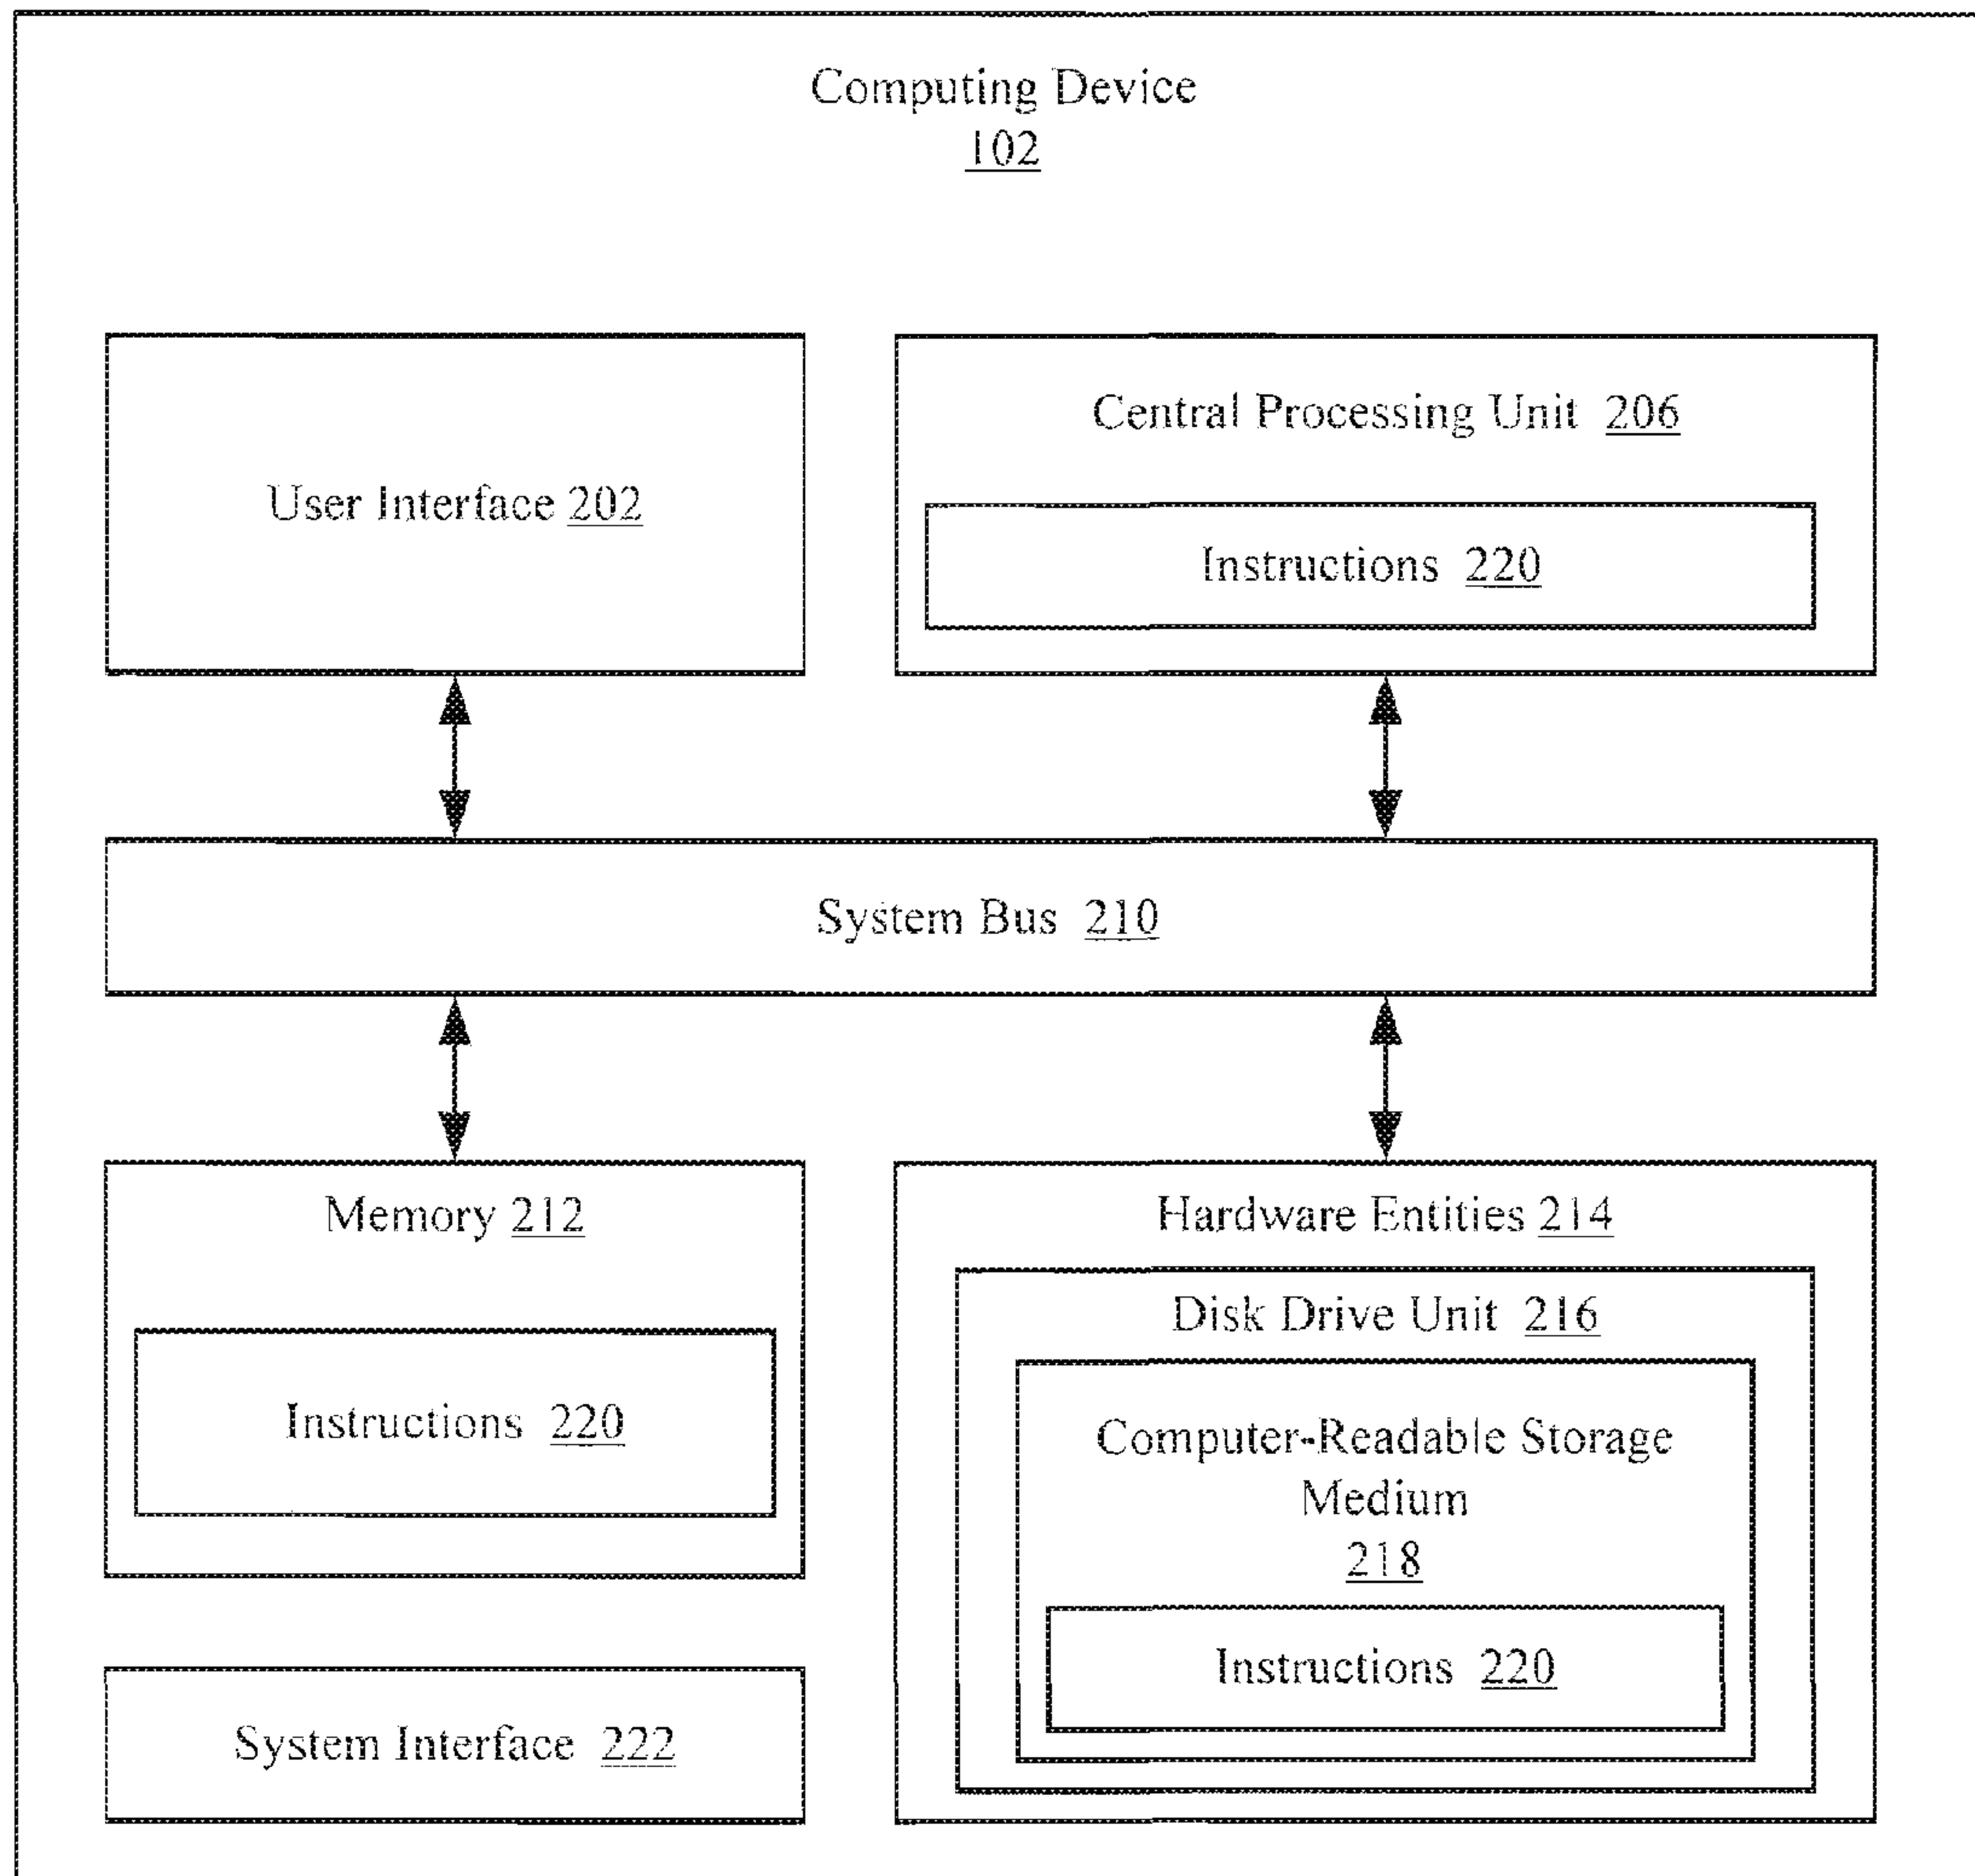 Computing Device
102
User Interface 202
Central Processing Unit 206
Instructions 220
System Bus 210
Memory 212
Instructions 220
Hardware Entities 214
Disk Drive Unit 216
Computer-Readable Storage
Medium
218
Instructions 220
System Interface 222